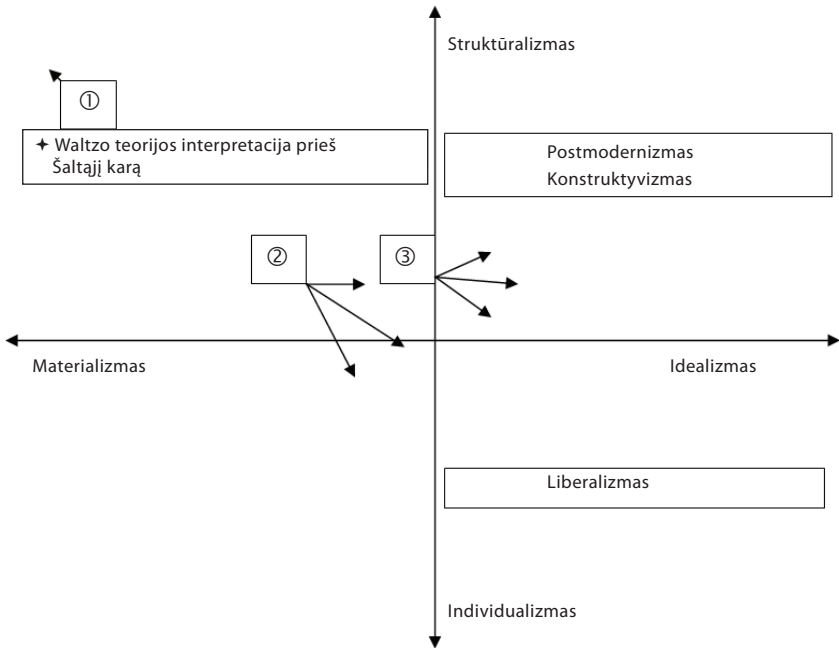 Struktūralizmas
①
✦ Waltzo teorijos interpretacija prieš
Šaltąjį karą
Postmodernizmas
Konstruktyvizmas
②
③
Materializmas
Idealizmas
Liberalizmas
Individualizmas